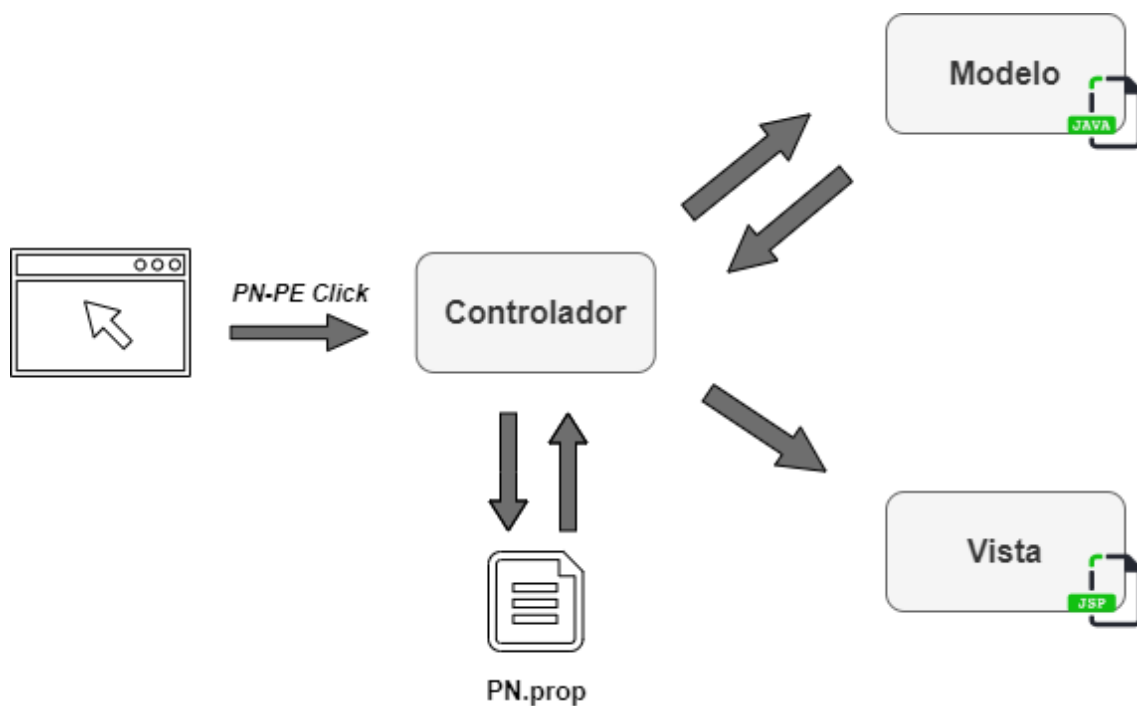 Modelo
JAVA
PN-PE Click
Controlador
Vista
JSP
PN.prop